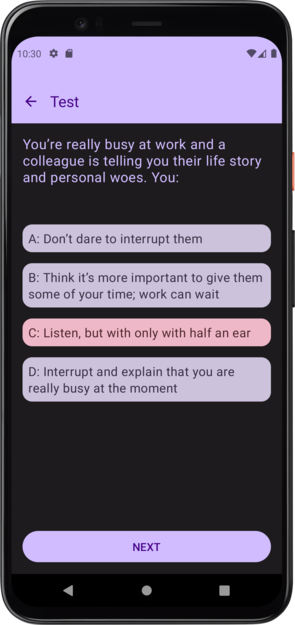 10:30
Test
You're really busy at work and a
colleague is telling you their life story
and personal woes. You:
A: Don't dare to interrupt them
B: Think it's more important to give them
some of your time; work can wait
C: Listen, but with only with half an ear
D: Interrupt and explain that you are
really busy at the moment
NEXT